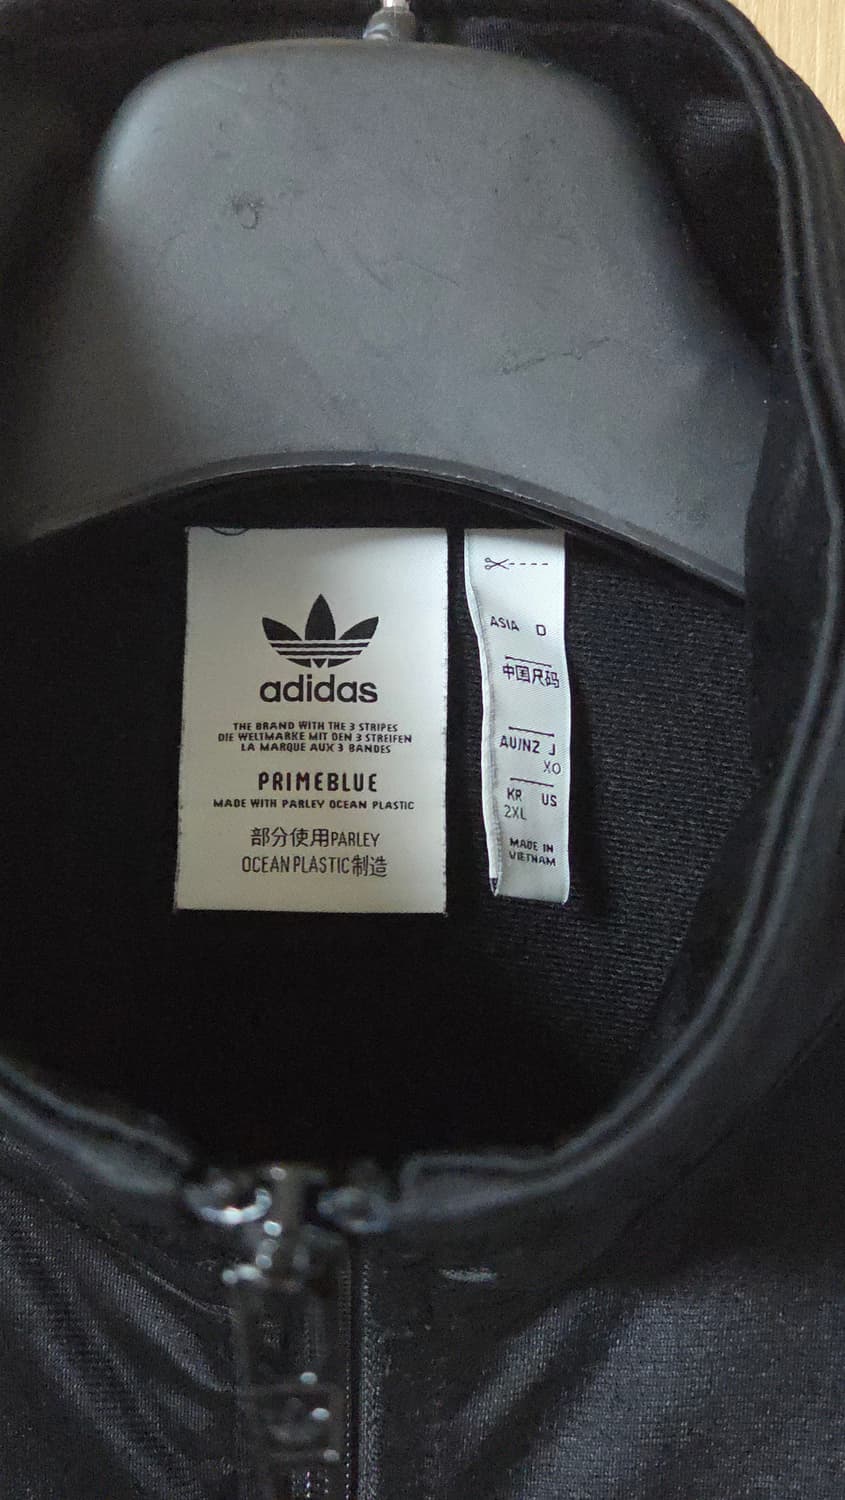 adidas
THE BRAND WITH THE 3 STRIPES
DIE WELTMARKE MIT DEN 3 STREIFEN
LA MARQUE AUX 3 BANDES
PRIMEBLUE
MADE WITH PARLEY OCEAN PLASTIC
部分使用PARLEY
OCEAN PLASTIC制造
ASIA D
中国尺码
AU/NZ J
XO
KR US
2XL
MADE IN
VIETNAM